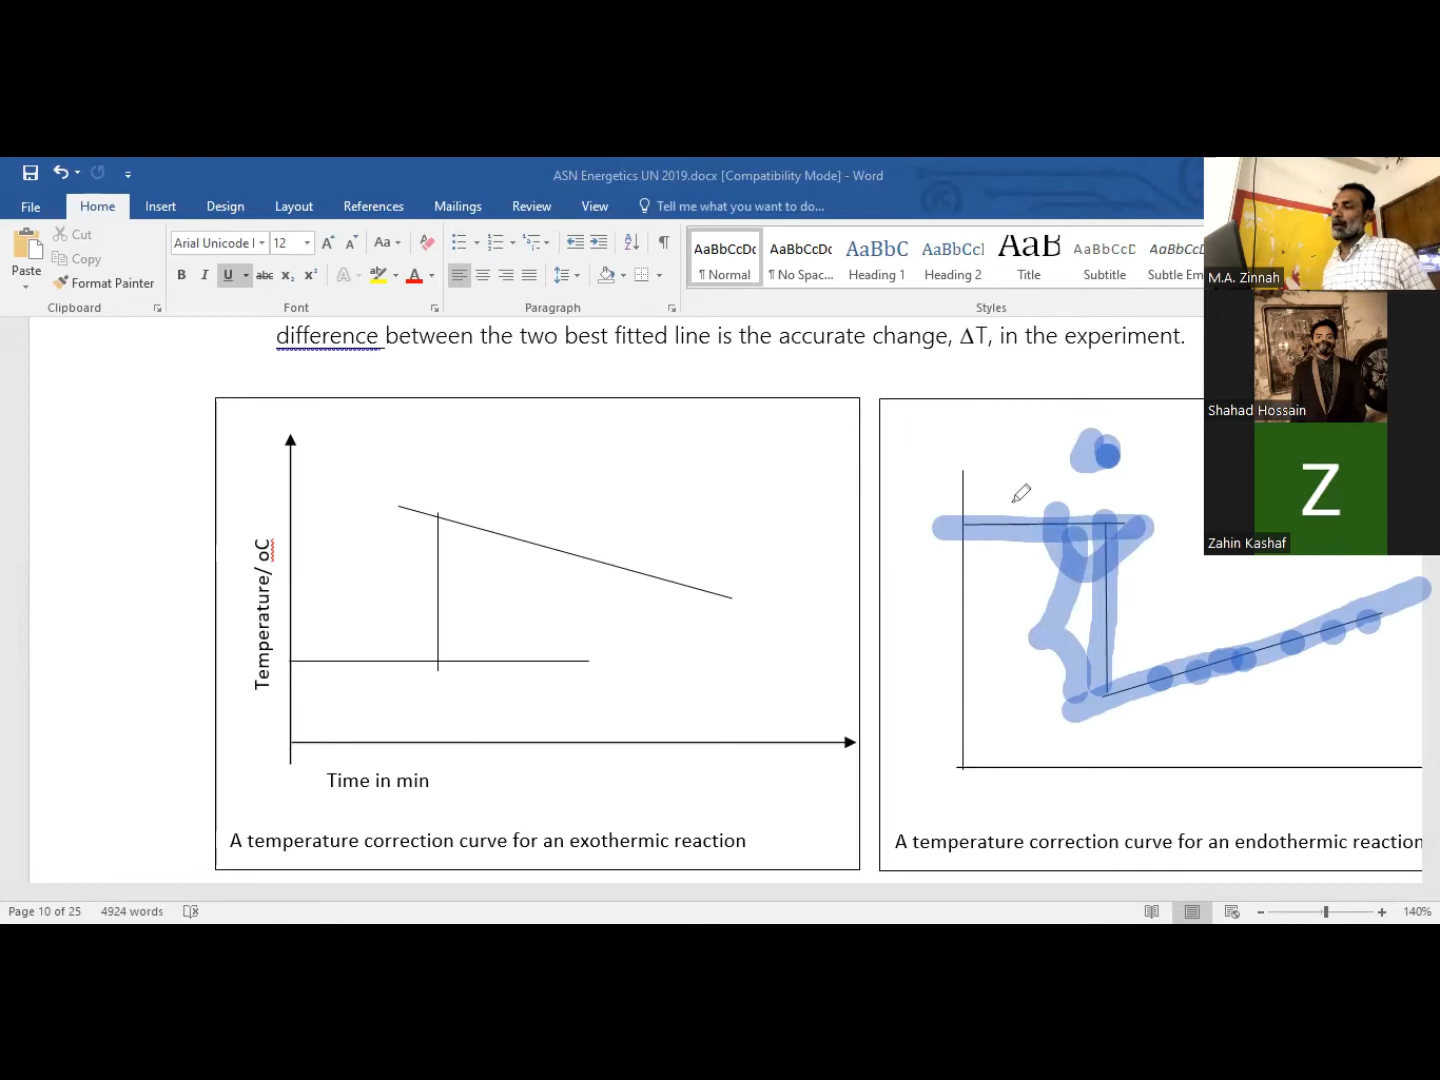 ASN Energetics UN 2019.docx [Compatibility Mode] - Word
File Home Insert Design Layout References Mailings Review View Tell me what you want to do...
Cut
Copy
Paste
Format Painter
Clipboard
Arial Unicode 12
Aa
B I U abc x₂ x²
A A
Font
Paragraph
AaBbCcDc AaBbCcDc AaBbC AaBbCcI AaB AaBbCcD AaBbCc
¶ Normal ¶ No Spac... Heading 1 Heading 2 Title Subtitle Subtle Em
Styles
M.A. Zinnah
Shahad Hossain
Z
Zahin Kashaf
difference between the two best fitted line is the accurate change, ΔT, in the experiment.
Temperature/ oC
Time in min
A temperature correction curve for an exothermic reaction
A temperature correction curve for an endothermic reaction
Page 10 of 25 4924 words
140%